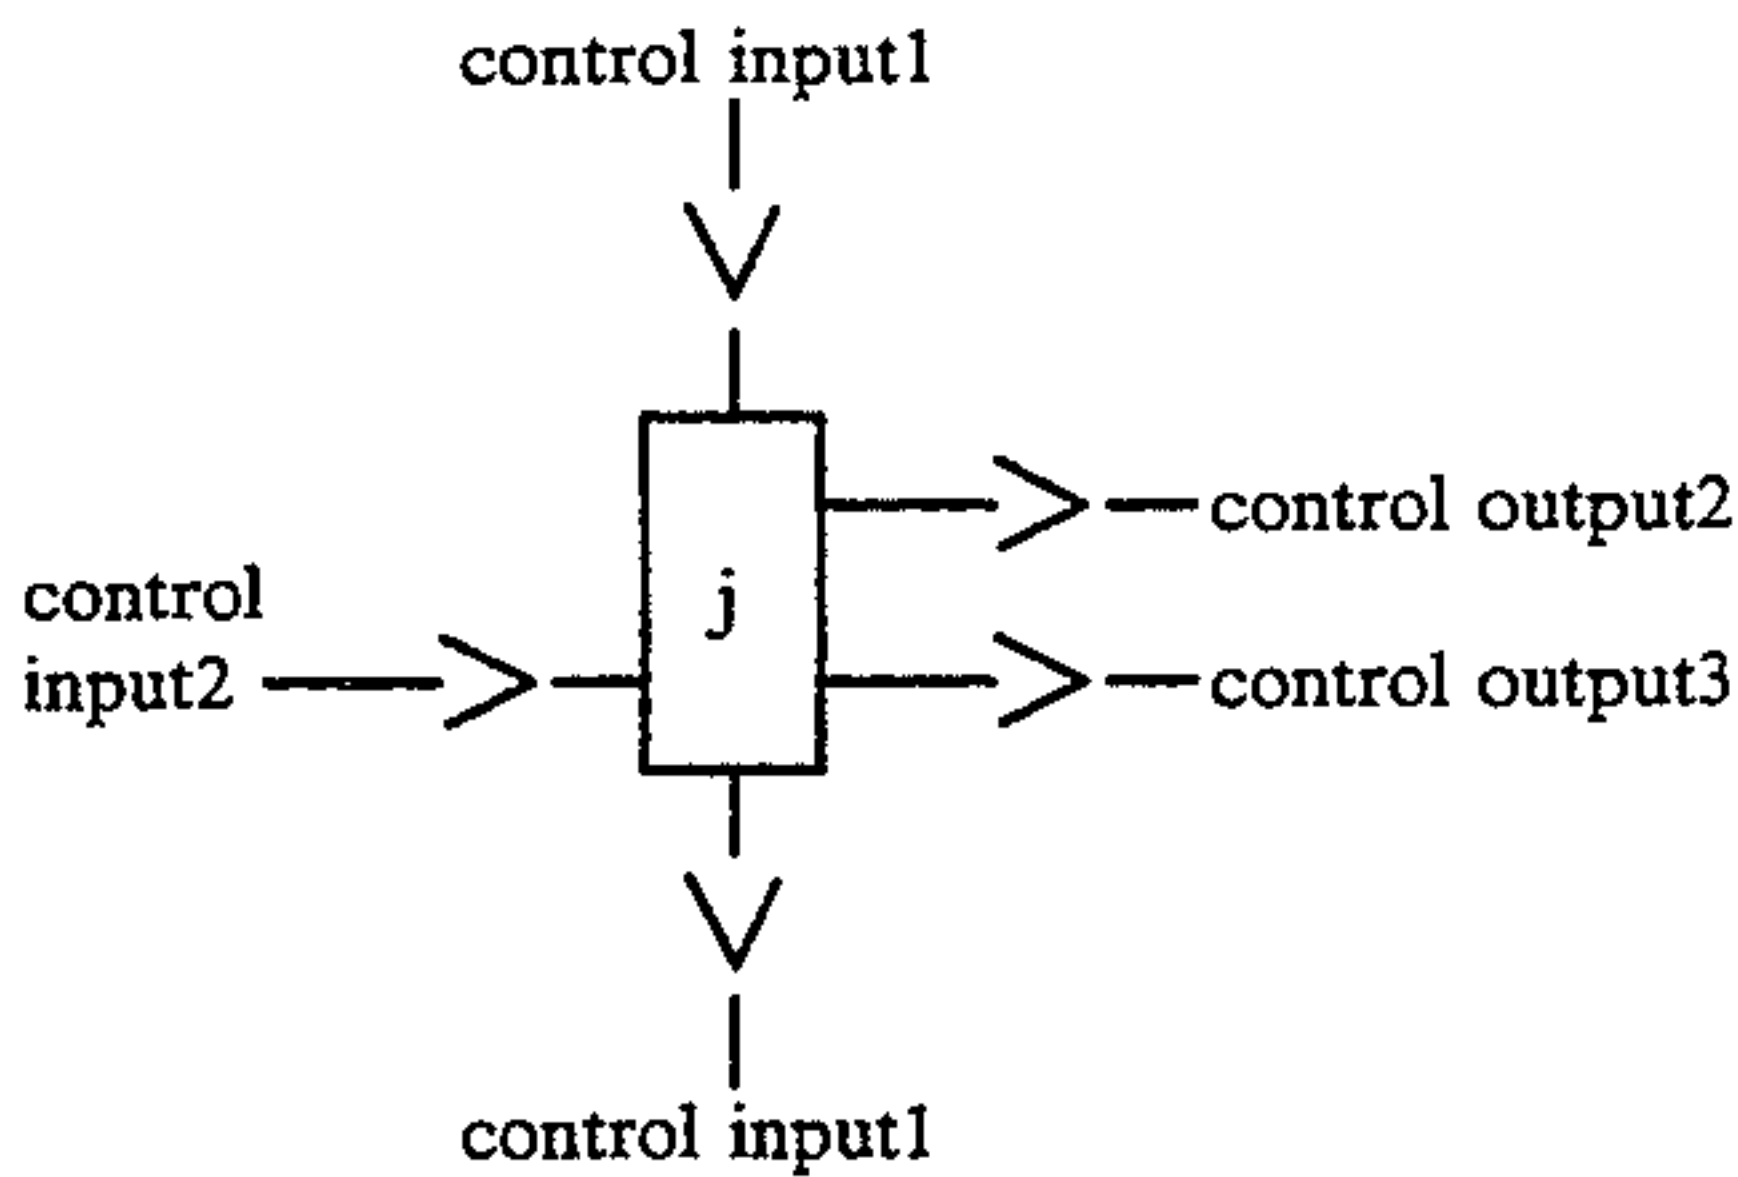 control input1
control output2
j
control
input2
control output3
control input1